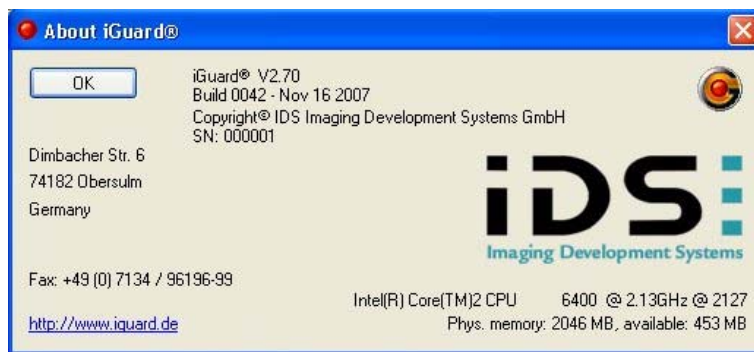 About iGuard®
OK
iGuard® V2.70
Build 0042 - Nov 16 2007
Copyright© IDS Imaging Development Systems GmbH
SN: 000001
Dimbacher Str. 6
74182 Obersulm
Germany
iDS
Imaging Development Systems
Fax: +49 (0) 7134 / 96196-99
Intel(R) Core(TM)2 CPU 6400 @ 2.13GHz @ 2127
http://www.iguard.de
Phys. memory: 2046 MB, available: 453 MB